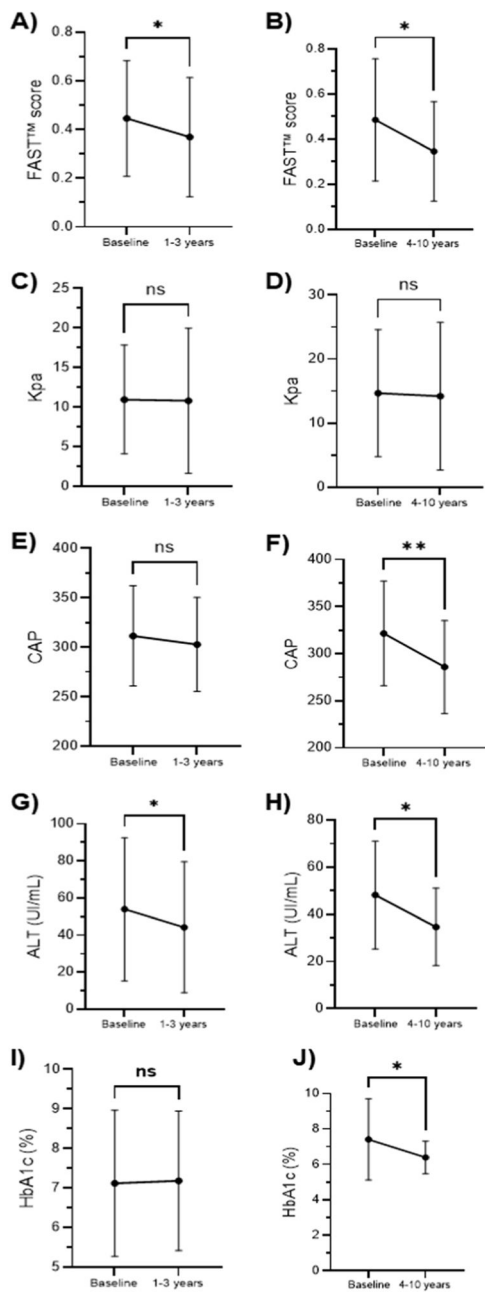 A)
*
FAST™ score
0.8
0.6
0.4
0.2
0.0
Baseline 1-3 years
B)
*
FAST™ score
0.8
0.6
0.4
0.2
0.0
Baseline 4-10 years
C)
ns
Kpa
25
20
15
10
5
0
Baseline 1-3 years
D)
ns
Kpa
30
20
10
0
Baseline 4-10 years
E)
ns
CAP
400
350
300
250
200
Baseline 1-3 years
F)
**
CAP
400
350
300
250
200
Baseline 4-10 years
G)
*
ALT (UI/mL)
100
80
60
40
20
0
Baseline 1-3 years
H)
*
ALT (UI/mL)
80
60
40
20
0
Baseline 4-10 years
I)
ns
HbA1c (%)
10
9
8
7
6
5
Baseline 1-3 years
J)
*
HbA1c (%)
10
8
6
4
2
0
Baseline 4-10 years